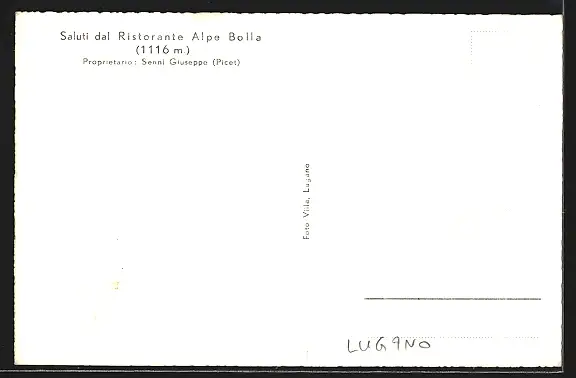 Saluti dal Ristorante Alpe Bolla
(1116 m.)
Proprietario: Senni Giuseppe (Picet)
Foto Villa, Lugano
LUGANO